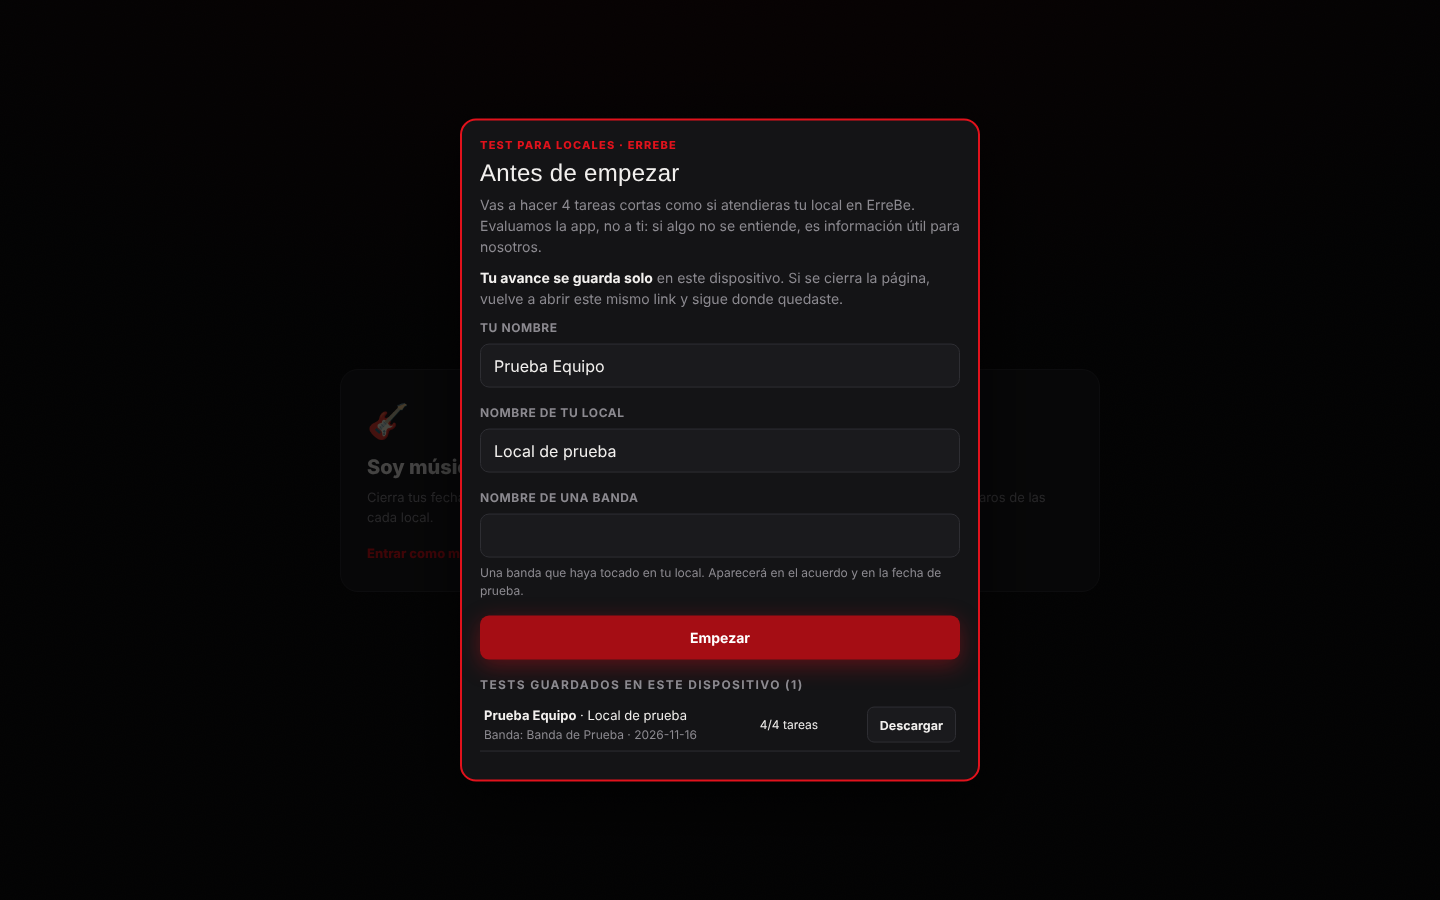 TEST PARA LOCALES · ERREBE
Antes de empezar
Vas a hacer 4 tareas cortas como si atendieras tu local en ErreBe.
Evaluamos la app, no a ti: si algo no se entiende, es información útil para
nosotros.
Tu avance se guarda solo en este dispositivo. Si se cierra la página,
vuelve a abrir este mismo link y sigue donde quedaste.
TU NOMBRE
Prueba Equipo
NOMBRE DE TU LOCAL
Local de prueba
NOMBRE DE UNA BANDA
Una banda que haya tocado en tu local. Aparecerá en el acuerdo y en la fecha de
prueba.
Empezar
TESTS GUARDADOS EN ESTE DISPOSITIVO (1)
Prueba Equipo · Local de prueba
Banda: Banda de Prueba · 2026-11-16
4/4 tareas
Descargar
Soy músi
Cierra tus fech
cada local.
Entrar como m
aros de las